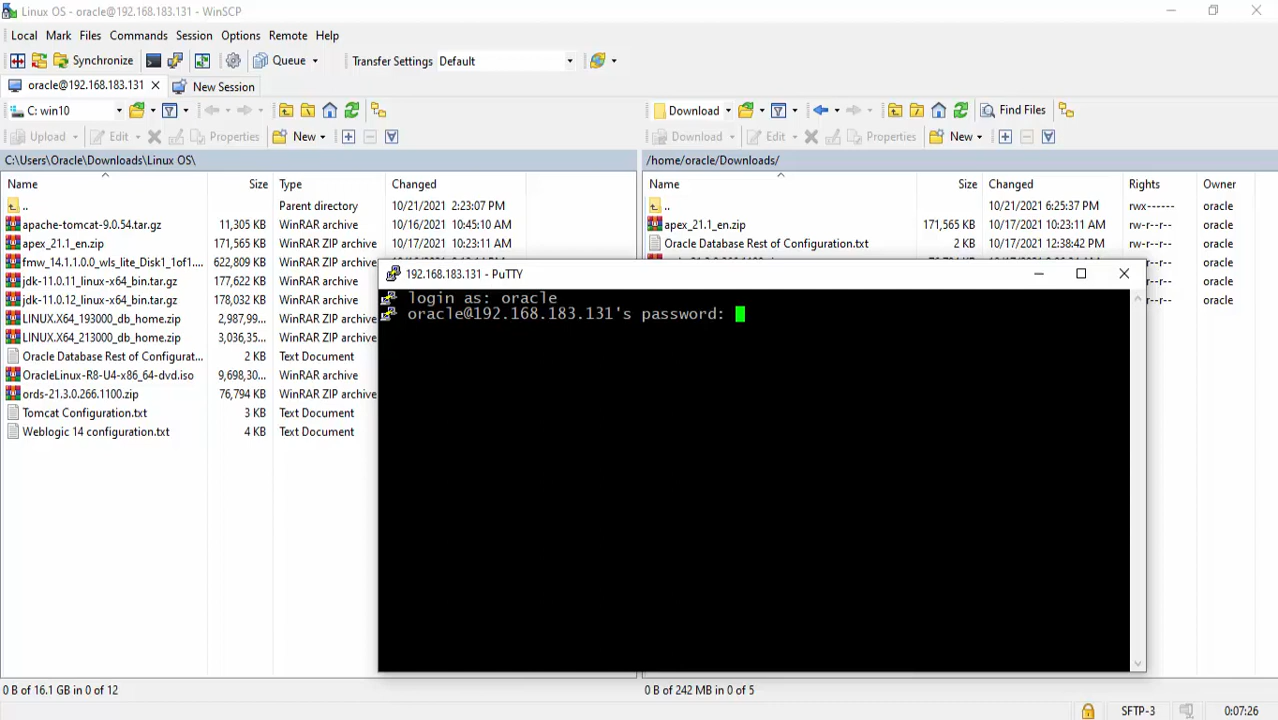 Linux OS - oracle@192.168.183.131 - WinSCP
Local Mark Files Commands Session Options Remote Help
Synchronize Queue Transfer Settings Default
oracle@192.168.183.131 New Session
C: win10 Download Find Files
Upload Edit Properties New Download Edit Properties New
C:\Users\Oracle\Downloads\Linux OS\ /home/oracle/Downloads/
Name Size Type Changed Name Size Changed Rights Owner
.. Parent directory 10/21/2021 2:23:07 PM .. 10/21/2021 6:25:37 PM rwx------ oracle
apache-tomcat-9.0.54.tar.gz 11,305 KB WinRAR archive 10/16/2021 10:45:10 AM apex_21.1_en.zip 171,565 KB 10/17/2021 10:23:11 AM rw-r--r-- oracle
apex_21.1_en.zip 171,565 KB WinRAR ZIP archive 10/17/2021 10:23:11 AM Oracle Database Rest of Configuration.txt 2 KB 10/17/2021 12:38:42 PM rw-r--r-- oracle
fmw_14.1.1.0.0_wls_lite_Disk1_1of1.... 622,809 KB WinRAR ZIP archive rw-r--r-- oracle
jdk-11.0.11_linux-x64_bin.tar.gz 177,622 KB WinRAR archive rw-r--r-- oracle
jdk-11.0.12_linux-x64_bin.tar.gz 178,032 KB WinRAR archive rw-r--r-- oracle
LINUX.X64_193000_db_home.zip 2,987,99... WinRAR ZIP archive
LINUX.X64_213000_db_home.zip 3,036,35... WinRAR ZIP archive
Oracle Database Rest of Configurat... 2 KB Text Document
OracleLinux-R8-U4-x86_64-dvd.iso 9,698,30... WinRAR archive
ords-21.3.0.266.1100.zip 76,794 KB WinRAR ZIP archive
Tomcat Configuration.txt 3 KB Text Document
Weblogic 14 configuration.txt 4 KB Text Document
192.168.183.131 - PuTTY
login as: oracle
oracle@192.168.183.131's password:
0 B of 16.1 GB in 0 of 12 0 B of 242 MB in 0 of 5
SFTP-3 0:07:26